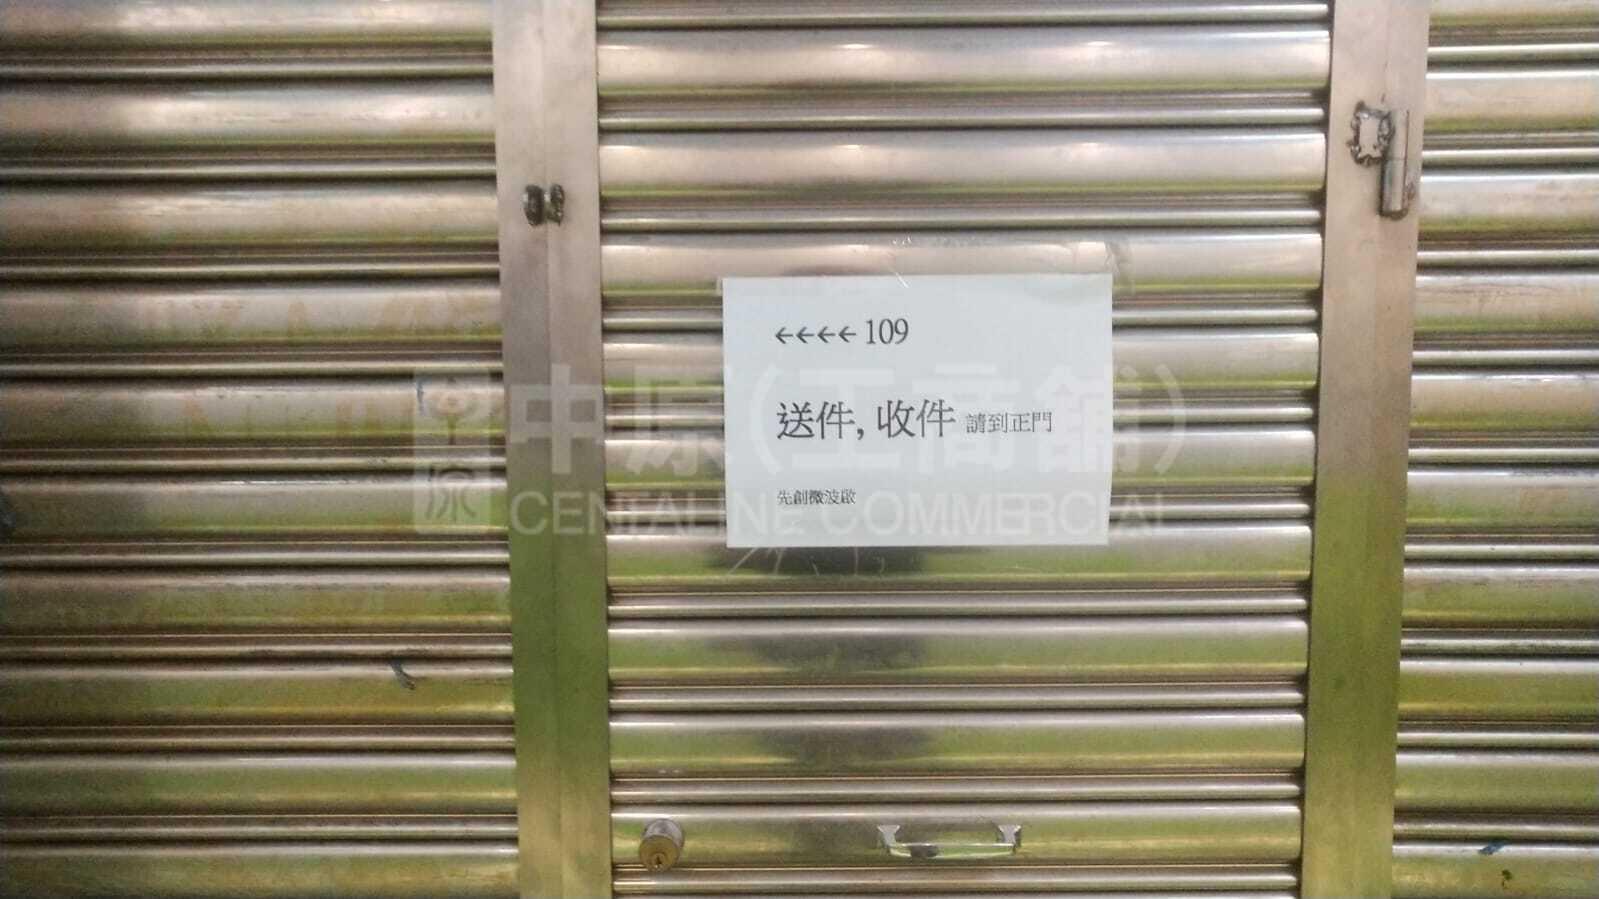 ←←←← 109
送件, 收件 請到正門
先創微波啟
中原(工商舖)
CENTALINE COMMERCIAL